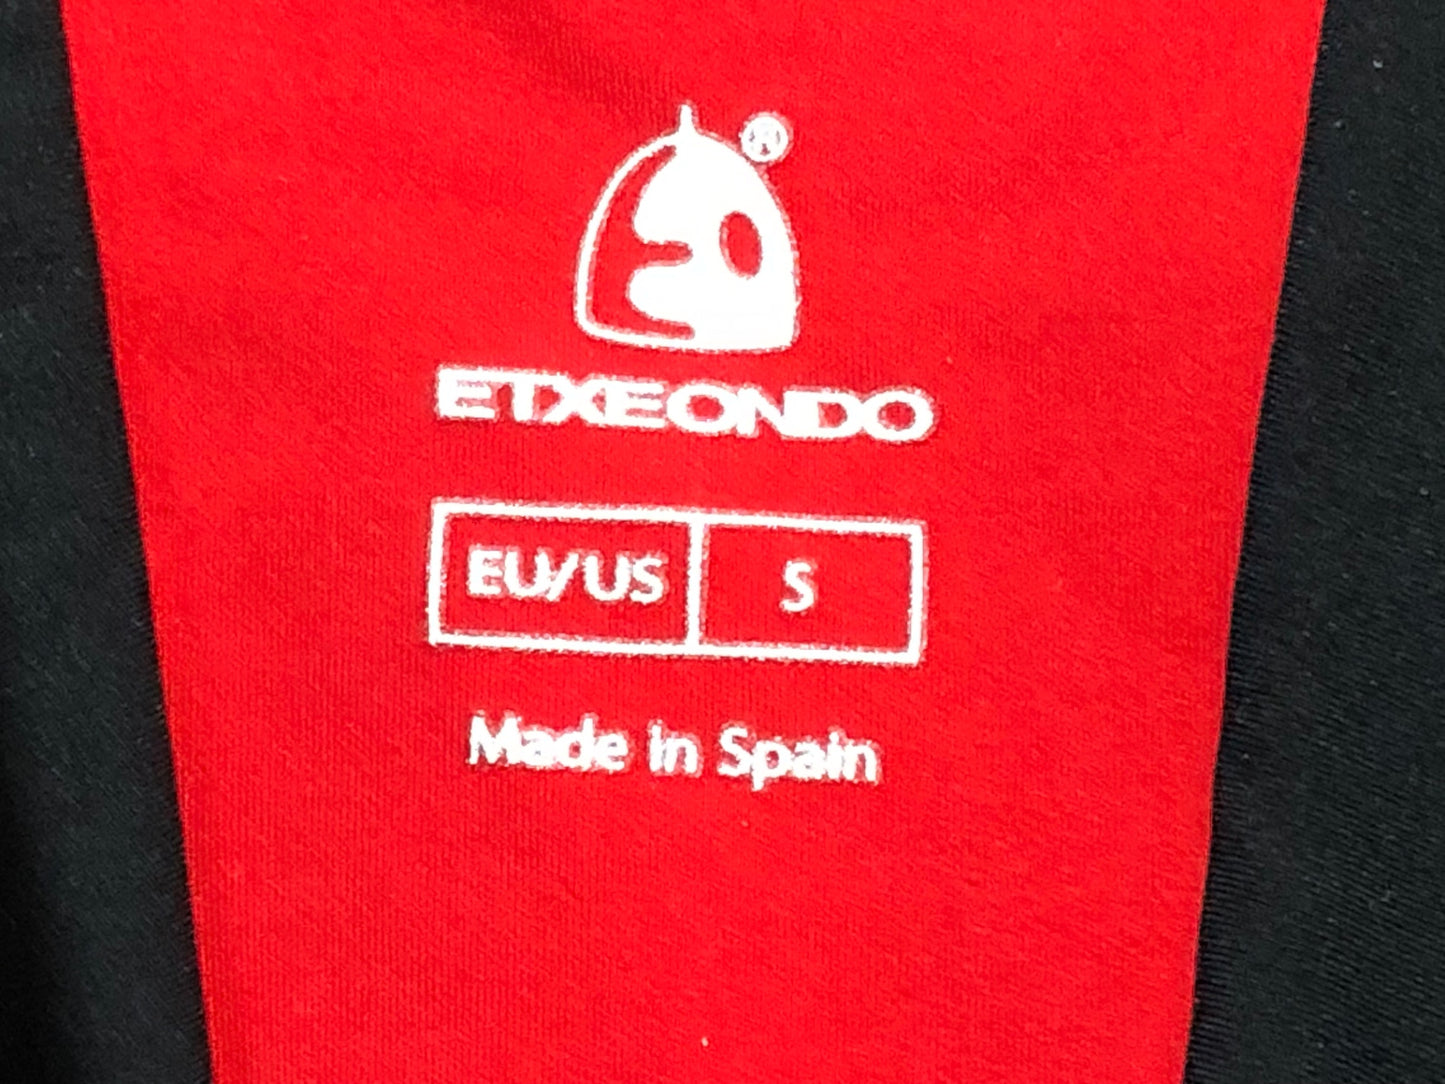 ®
ETXEONDO
EU/US S
Made in Spain